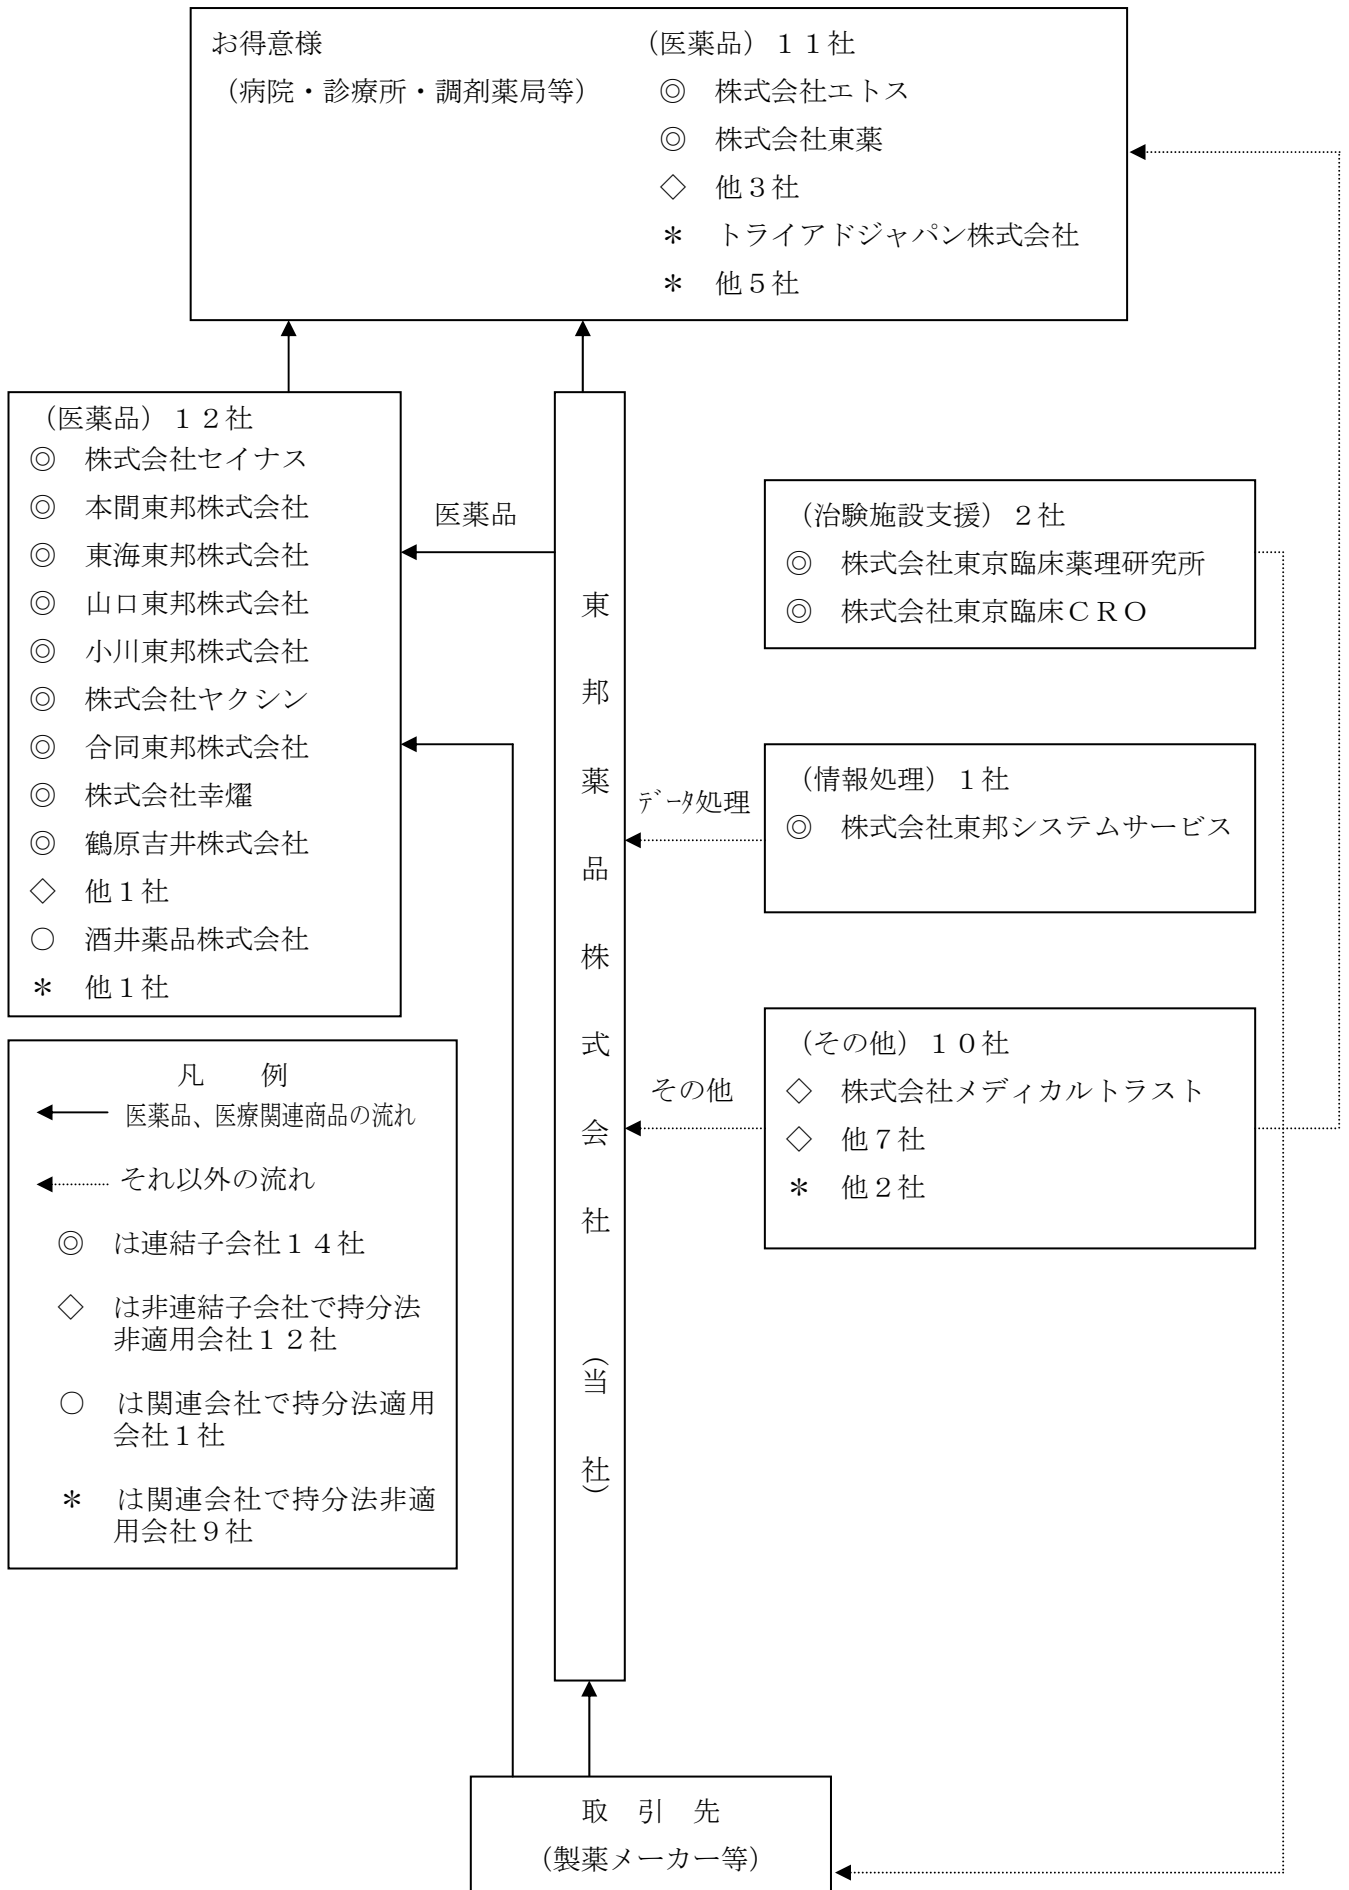 お得意様
（病院・診療所・調剤薬局等）
（医薬品）１１社
◎　株式会社エトス
◎　株式会社東薬
◇　他３社
＊　トライアドジャパン株式会社
＊　他５社
（医薬品）１２社
◎　株式会社セイナス
◎　本間東邦株式会社
◎　東海東邦株式会社
◎　山口東邦株式会社
◎　小川東邦株式会社
◎　株式会社ヤクシン
◎　合同東邦株式会社
◎　株式会社幸燿
◎　鶴原吉井株式会社
◇　他１社
○　酒井薬品株式会社
＊　他１社
医薬品
東邦薬品株式会社（当社）
（治験施設支援）２社
◎　株式会社東京臨床薬理研究所
◎　株式会社東京臨床ＣＲＯ
データ処理
（情報処理）１社
◎　株式会社東邦システムサービス
その他
（その他）１０社
◇　株式会社メディカルトラスト
◇　他７社
＊　他２社
凡　例
医薬品、医療関連商品の流れ
それ以外の流れ
◎　は連結子会社１４社
◇　は非連結子会社で持分法
非適用会社１２社
○　は関連会社で持分法適用
会社１社
＊　は関連会社で持分法非適
用会社９社
取　引　先
（製薬メーカー等）